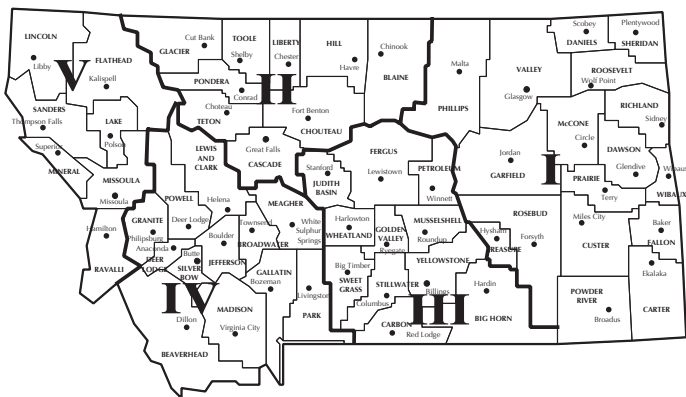 LINCOLN
Libby
FLATHEAD
Kalispell
V
SANDERS
Thompson Falls
LAKE
Polson
Superior
MINERAL
MISSOULA
Missoula
Hamilton
RAVALLI
GLACIER
Cut Bank
TOOLE
Shelby
LIBERTY
Chester
HILL
Havre
Chinook
BLAINE
PONDERA
Conrad
II
Choteau
TETON
Fort Benton
CHOUTEAU
Great Falls
CASCADE
LEWIS
AND
CLARK
POWELL
Helena
GRANITE
Philipsburg
Deer Lodge
Anaconda
DEER
LODGE
Butte
SILVER
BOW
Boulder
JEFFERSON
Townsend
BROADWATER
MEAGHER
White
Sulphur
Springs
GALLATIN
Bozeman
Livingston
PARK
IV
Dillon
MADISON
Virginia City
BEAVERHEAD
Malta
PHILLIPS
VALLEY
Glasgow
Scobey
DANIELS
Plentywood
SHERIDAN
ROOSEVELT
Wolf Point
RICHLAND
Sidney
McCONE
Circle
DAWSON
Glendive
Wibaux
WIBAUX
I
PRAIRIE
Terry
Jordan
GARFIELD
FERGUS
Lewistown
PETROLEUM
Winnett
Stanford
JUDITH
BASIN
Harlowton
WHEATLAND
GOLDEN
VALLEY
Ryegate
MUSSELSHELL
Roundup
Hysham
TREASURE
ROSEBUD
Forsyth
Miles City
CUSTER
Baker
FALLON
Ekalaka
CARTER
POWDER
RIVER
Broadus
Big Timber
SWEET
GRASS
STILLWATER
Columbus
YELLOWSTONE
Billings
III
CARBON
Red Lodge
Hardin
BIG HORN